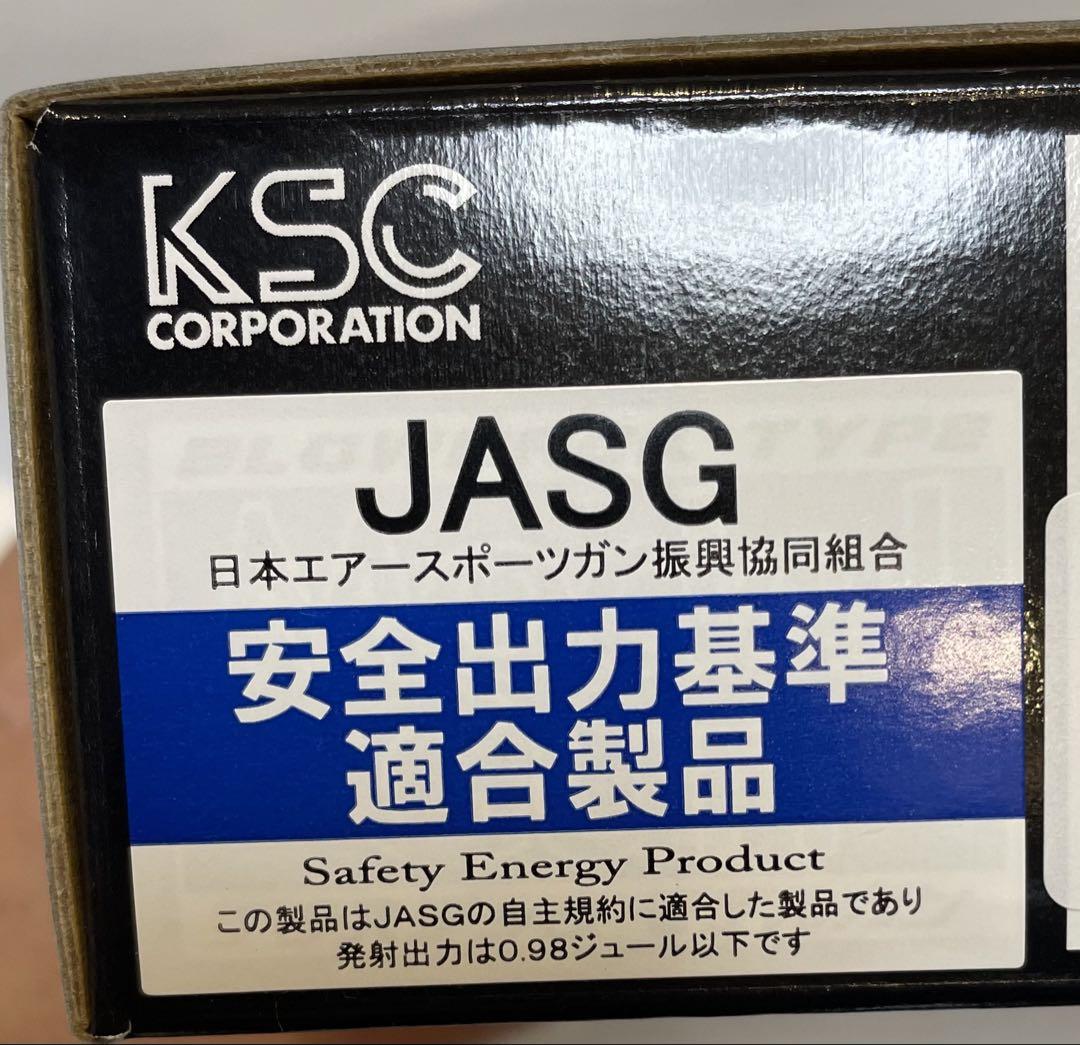 KSC
CORPORATION
JASG
日本エアースポーツガン振興協同組合
安全出力基準
適合製品
Safety Energy Product
この製品はJASGの自主規約に適合した製品であり
発射出力は0.98ジュール以下です